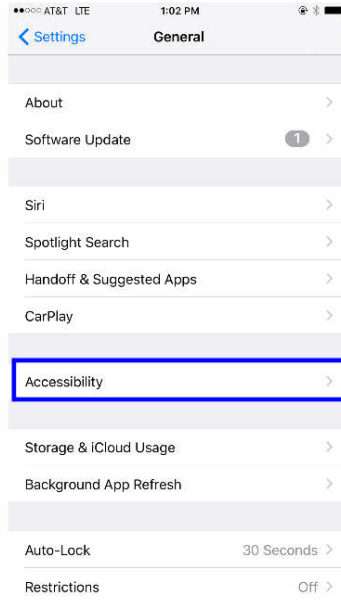 AT&T LTE 1:02 PM
Settings General
About
Software Update 1
Siri
Spotlight Search
Handoff & Suggested Apps
CarPlay
Accessibility
Storage & iCloud Usage
Background App Refresh
Auto-Lock 30 Seconds
Restrictions Off